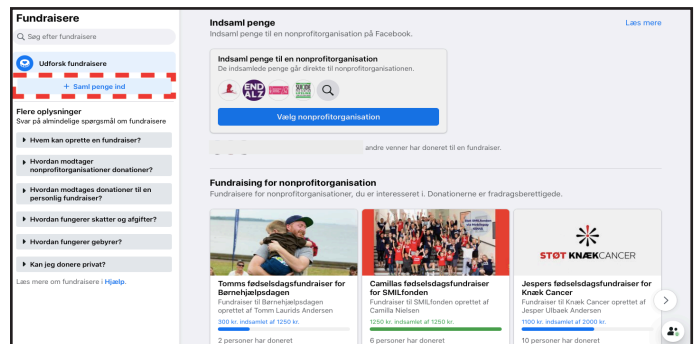 Fundraisere
Søg efter fundraisere
Udforsk fundraisere
+ Saml penge ind
Flere oplysninger
Svar på almindelige spørgsmål om fundraisere
Hvem kan oprette en fundraiser?
Hvordan modtager
nonprofitorganisationer donationer?
Hvordan modtages donationer til en
personlig fundraiser?
Hvordan fungerer skatter og afgifter?
Hvordan fungerer gebyrer?
Kan jeg donere privat?
Læs mere om fundraisere i Hjælp.
Indsaml penge
Læs mere
Indsaml penge til en nonprofitorganisation på Facebook.
Indsaml penge til en nonprofitorganisation
De indsamlede penge går direkte til nonprofitorganisationen.
END
ALZ
Vælg nonprofitorganisation
andre venner har doneret til en fundraiser.
Fundraising for nonprofitorganisation
Fundraisere for nonprofitorganisationer, du er interesseret i. Donationerne er fradragsberettigede.
STØT KNÆKCANCER
Tomms fødselsdagsfundraiser for
Børnehjælpsdagen
Fundraiser til Børnehjælpsdagen
oprettet af Tomm Laurids Andersen
300 kr. indsamlet af 1250 kr.
2 personer har doneret
Camillas fødselsdagsfundraiser
for SMILfonden
Fundraiser til SMILfonden oprettet af
Camilla Nielsen
1250 kr. indsamlet af 1250 kr.
6 personer har doneret
Jespers fødselsdagsfundraiser for
Knæk Cancer
Fundraiser til Knæk Cancer oprettet af
Jesper Ulbæk Andersen
1100 kr. indsamlet af 2000 kr.
10 personer har doneret